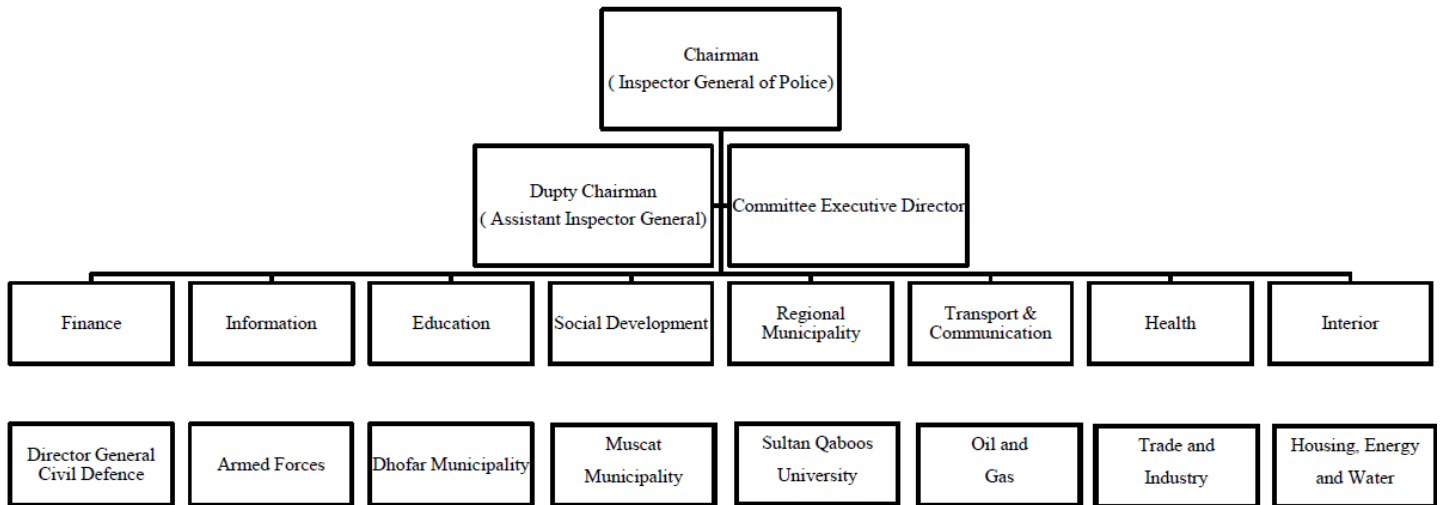 Chairman
( Inspector General of Police)
Dupty Chairman
( Assistant Inspector General)
Committee Executive Director
Finance
Information
Education
Social Development
Regional
Municipality
Transport &
Communication
Health
Interior
Director General
Civil Defence
Armed Forces
Dhofar Municipality
Muscat
Municipality
Sultan Qaboos
University
Oil and
Gas
Trade and
Industry
Housing, Energy
and Water